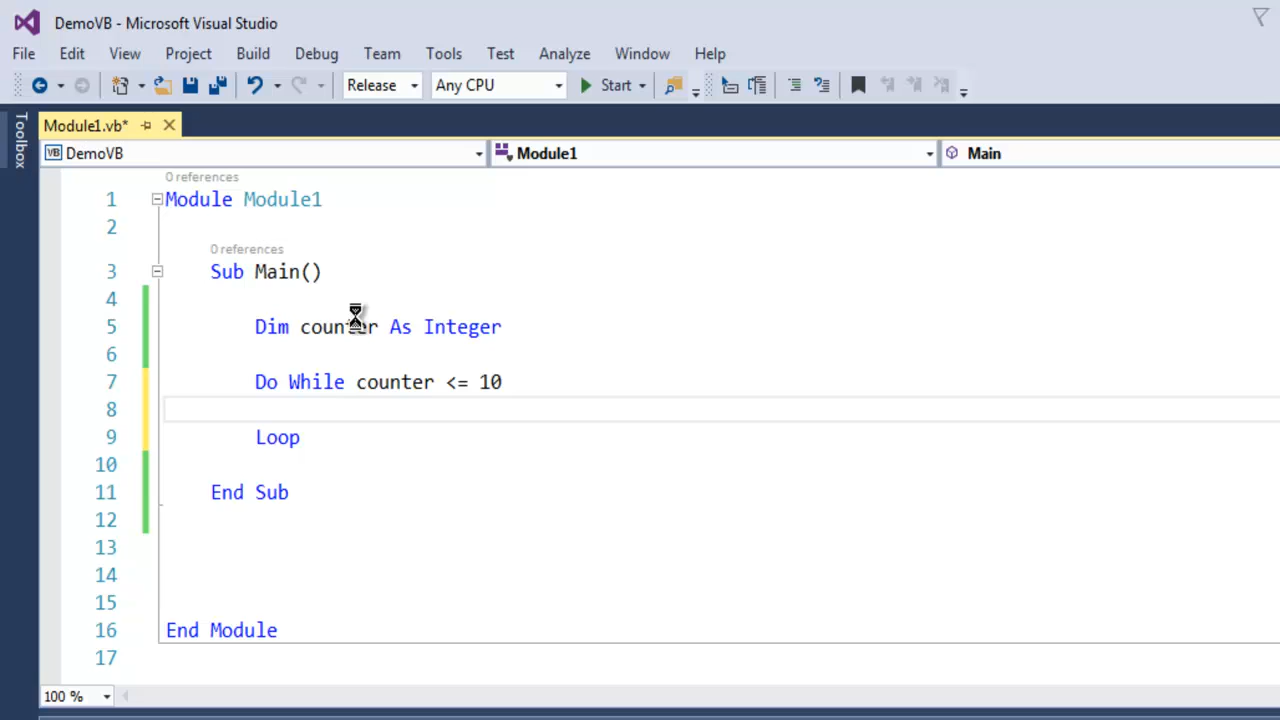 DemoVB - Microsoft Visual Studio
File Edit View Project Build Debug Team Tools Test Analyze Window Help
Release Any CPU Start
Toolbox
Module1.vb*
VB DemoVB Module1 Main
0 references
1 Module Module1
2
0 references
3 Sub Main()
4
5 Dim counter As Integer
6
7 Do While counter <= 10
8
9 Loop
10
11 End Sub
12
13
14
15
16 End Module
17
100 %